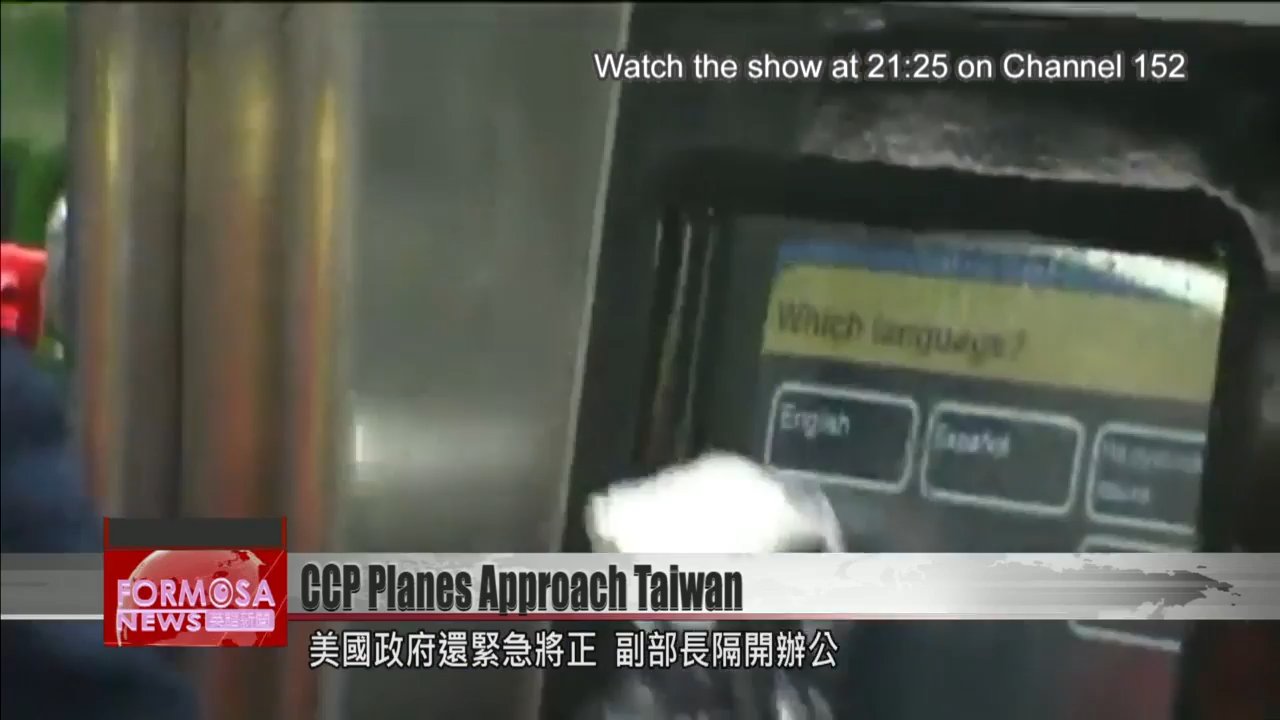 Watch the show at 21:25 on Channel 152
Which language?
English
Español
CCP Planes Approach Taiwan
FORMOSA
NEWS 英語新聞
美國政府還緊急將正 副部長隔開辦公